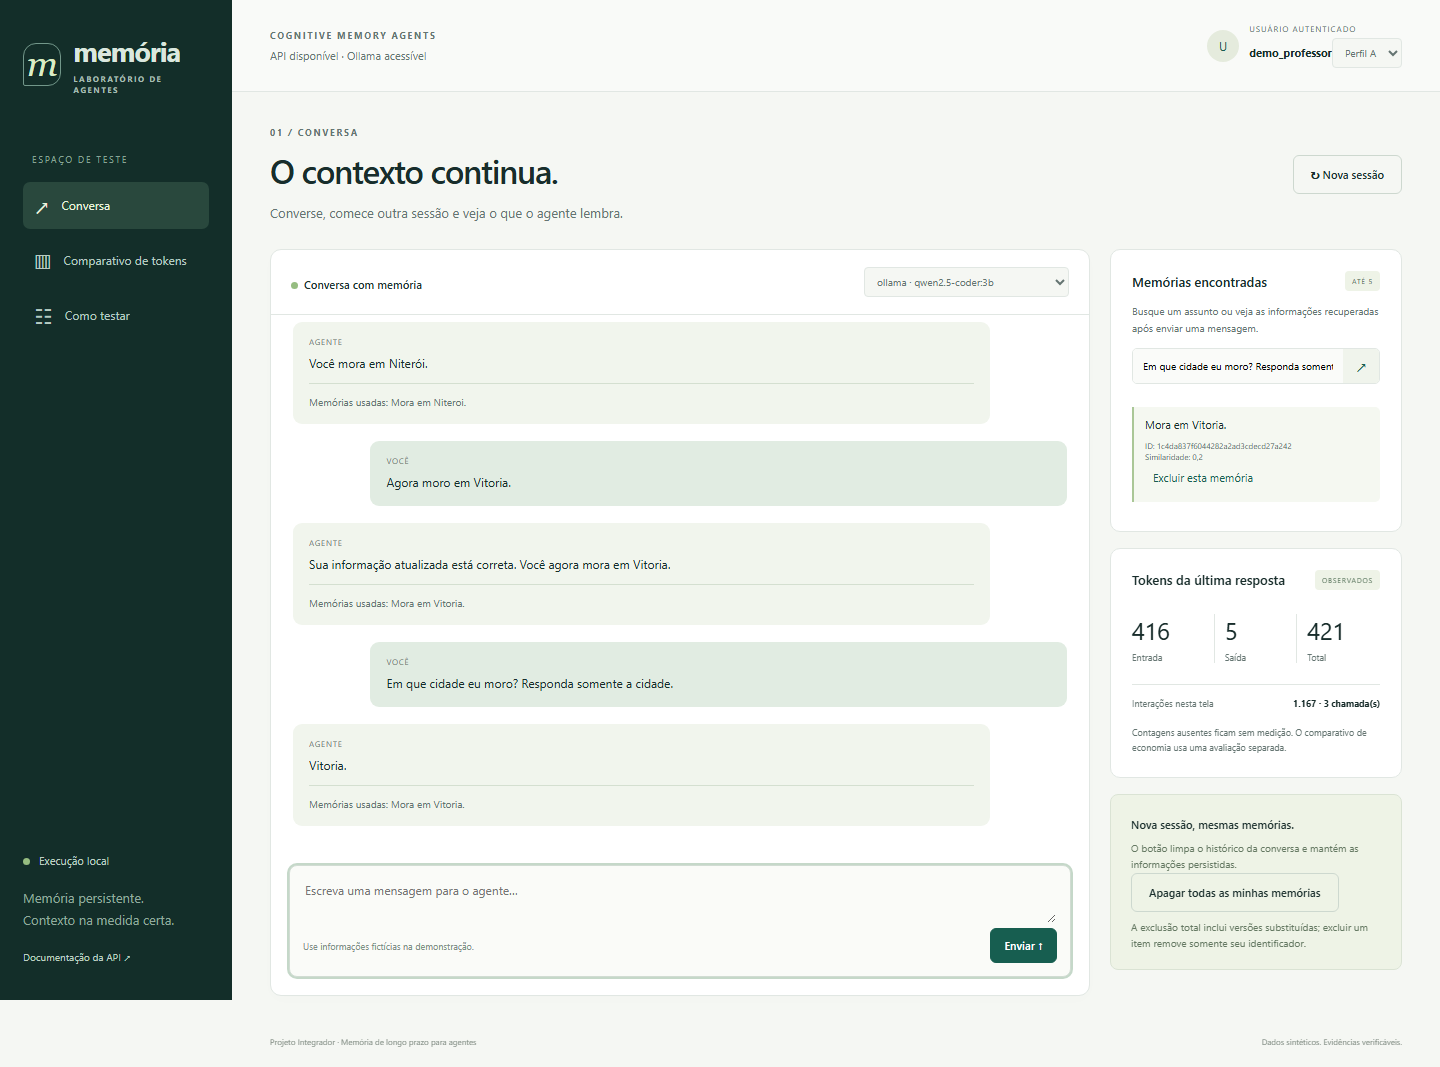 m
memória
LABORATÓRIO DE
AGENTES
ESPAÇO DE TESTE
Conversa
Comparativo de tokens
Como testar
Execução local
Memória persistente.
Contexto na medida certa.
Documentação da API ↗
COGNITIVE MEMORY AGENTS
API disponível · Ollama acessível
U
USUÁRIO AUTENTICADO
demo_professor
Perfil A
01 / CONVERSA
O contexto continua.
Converse, comece outra sessão e veja o que o agente lembra.
↻ Nova sessão
Conversa com memória
ollama · qwen2.5-coder:3b
AGENTE
Você mora em Niterói.
Memórias usadas: Mora em Niteroi.
VOCÊ
Agora moro em Vitoria.
AGENTE
Sua informação atualizada está correta. Você agora mora em Vitoria.
Memórias usadas: Mora em Vitoria.
VOCÊ
Em que cidade eu moro? Responda somente a cidade.
AGENTE
Vitoria.
Memórias usadas: Mora em Vitoria.
Escreva uma mensagem para o agente...
Use informações fictícias na demonstração.
Enviar ↑
Memórias encontradas
ATÉ 5
Busque um assunto ou veja as informações recuperadas
após enviar uma mensagem.
Em que cidade eu moro? Responda soment
↗
Mora em Vitoria.
ID: 1c4da837f6044282a2ad3cdecd27a242
Similaridade: 0,2
Excluir esta memória
Tokens da última resposta
OBSERVADOS
416
5
421
Entrada
Saída
Total
Interações nesta tela
1.167 · 3 chamada(s)
Contagens ausentes ficam sem medição. O comparativo de
economia usa uma avaliação separada.
Nova sessão, mesmas memórias.
O botão limpa o histórico da conversa e mantém as
informações persistidas.
Apagar todas as minhas memórias
A exclusão total inclui versões substituídas; excluir um
item remove somente seu identificador.
Projeto Integrador · Memória de longo prazo para agentes
Dados sintéticos. Evidências verificáveis.